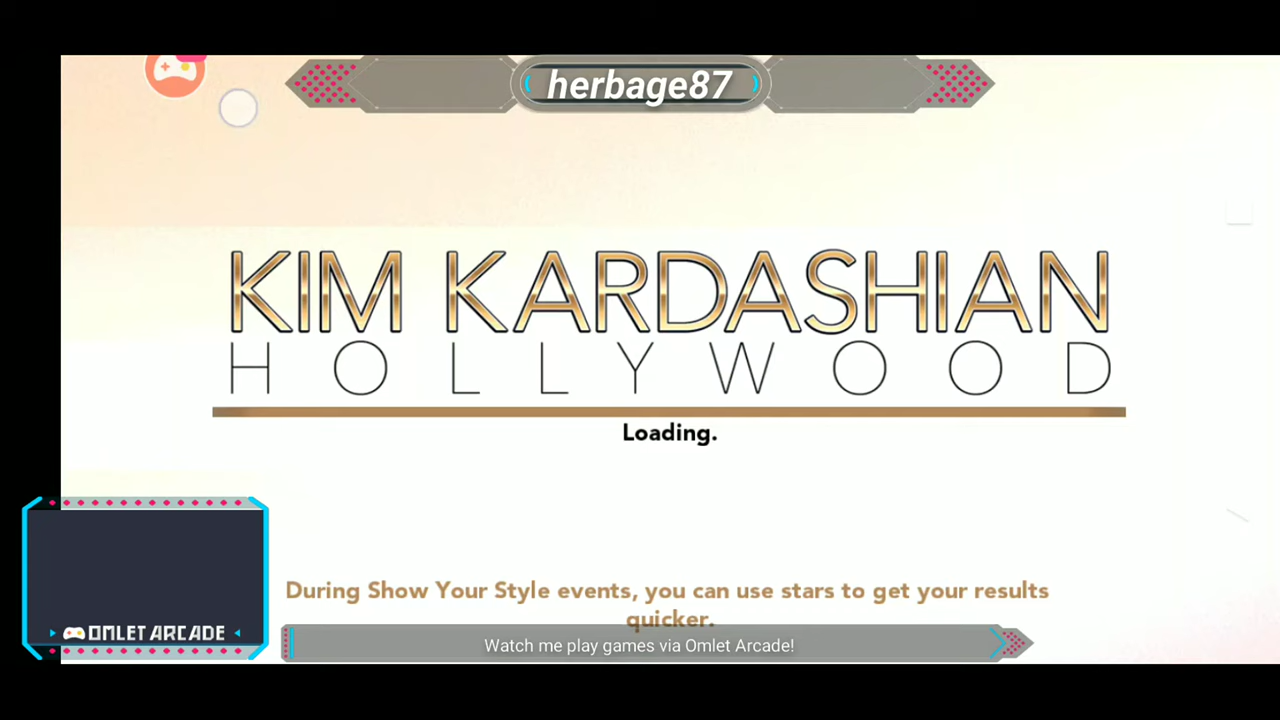 herbage87
KIM KARDASHIAN
HOLLYWOOD
Loading.
During Show Your Style events, you can use stars to get your results
quicker.
OMLET ARCADE
Watch me play games via Omlet Arcade!